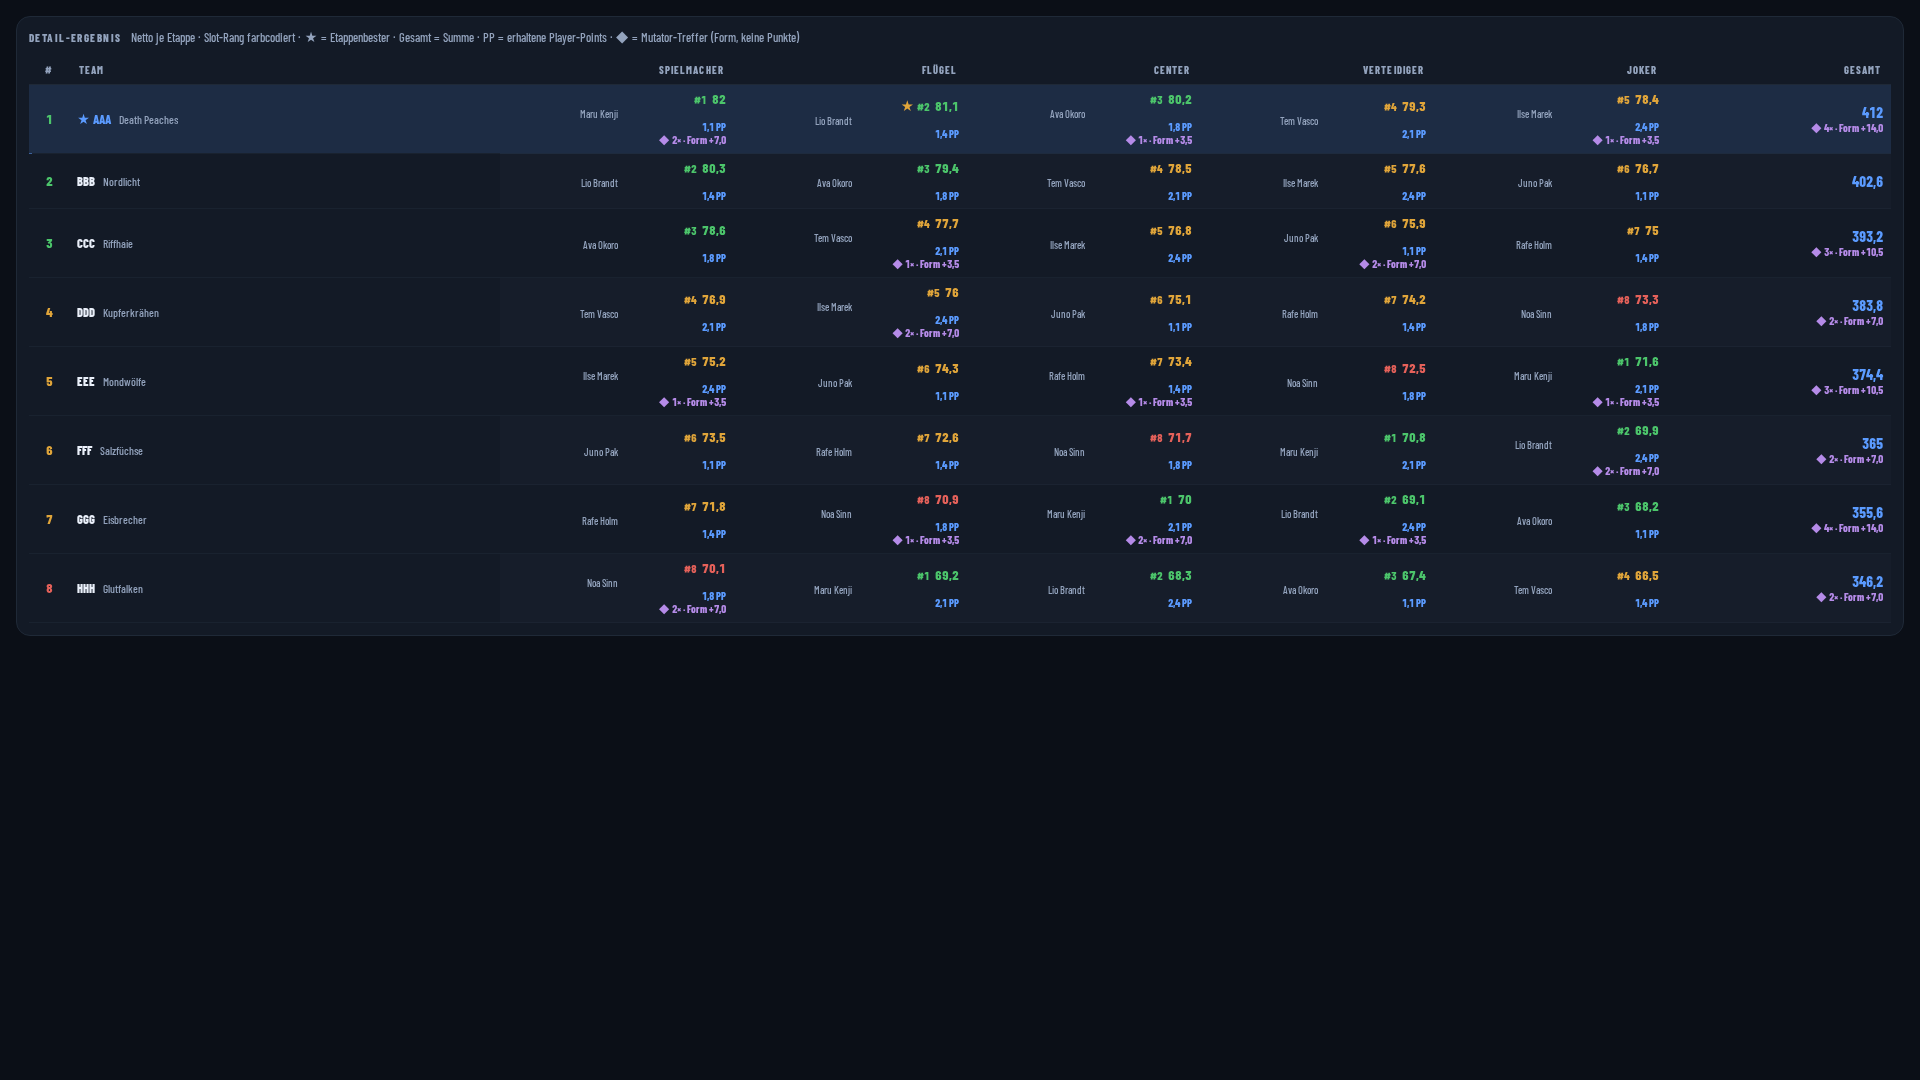 DETAIL-ERGEBNIS Netto je Etappe · Slot-Rang farbcodiert · ★ = Etappenbester · Gesamt = Summe · PP = erhaltene Player-Points · ◆ = Mutator-Treffer (Form, keine Punkte)
# TEAM SPIELMACHER FLÜGEL CENTER VERTEIDIGER JOKER GESAMT
1 ★ AAA Death Peaches
Maru Kenji #1 82
1,1 PP
◆ 2× · Form +7,0
Lio Brandt ★ #2 81,1
1,4 PP
Ava Okoro #3 80,2
1,8 PP
◆ 1× · Form +3,5
Tem Vasco #4 79,3
2,1 PP
Ilse Marek #5 78,4
2,4 PP
◆ 1× · Form +3,5
412
◆ 4× · Form +14,0
2 BBB Nordlicht
Lio Brandt #2 80,3
1,4 PP
Ava Okoro #3 79,4
1,8 PP
Tem Vasco #4 78,5
2,1 PP
Ilse Marek #5 77,6
2,4 PP
Juno Pak #6 76,7
1,1 PP
402,6
3 CCC Riffhaie
Ava Okoro #3 78,6
1,8 PP
Tem Vasco #4 77,7
2,1 PP
◆ 1× · Form +3,5
Ilse Marek #5 76,8
2,4 PP
Juno Pak #6 75,9
1,1 PP
◆ 2× · Form +7,0
Rafe Holm #7 75
1,4 PP
393,2
◆ 3× · Form +10,5
4 DDD Kupferkrähen
Tem Vasco #4 76,9
2,1 PP
Ilse Marek #5 76
2,4 PP
◆ 2× · Form +7,0
Juno Pak #6 75,1
1,1 PP
Rafe Holm #7 74,2
1,4 PP
Noa Sinn #8 73,3
1,8 PP
383,8
◆ 2× · Form +7,0
5 EEE Mondwölfe
Ilse Marek #5 75,2
2,4 PP
◆ 1× · Form +3,5
Juno Pak #6 74,3
1,1 PP
Rafe Holm #7 73,4
1,4 PP
◆ 1× · Form +3,5
Noa Sinn #8 72,5
1,8 PP
Maru Kenji #1 71,6
2,1 PP
◆ 1× · Form +3,5
374,4
◆ 3× · Form +10,5
6 FFF Salzfüchse
Juno Pak #6 73,5
1,1 PP
Rafe Holm #7 72,6
1,4 PP
Noa Sinn #8 71,7
1,8 PP
Maru Kenji #1 70,8
2,1 PP
Lio Brandt #2 69,9
2,4 PP
◆ 2× · Form +7,0
365
◆ 2× · Form +7,0
7 GGG Eisbrecher
Rafe Holm #7 71,8
1,4 PP
Noa Sinn #8 70,9
1,8 PP
◆ 1× · Form +3,5
Maru Kenji #1 70
2,1 PP
◆ 2× · Form +7,0
Lio Brandt #2 69,1
2,4 PP
◆ 1× · Form +3,5
Ava Okoro #3 68,2
1,1 PP
355,6
◆ 4× · Form +14,0
8 HHH Glutfalken
Noa Sinn #8 70,1
1,8 PP
◆ 2× · Form +7,0
Maru Kenji #1 69,2
2,1 PP
Lio Brandt #2 68,3
2,4 PP
Ava Okoro #3 67,4
1,1 PP
Tem Vasco #4 66,5
1,4 PP
346,2
◆ 2× · Form +7,0